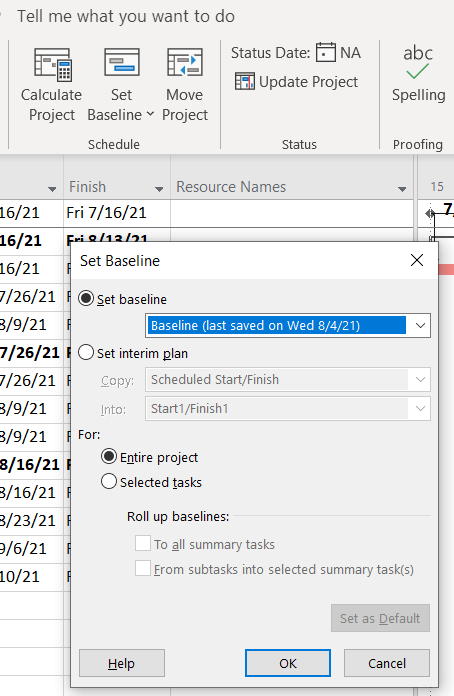 Tell me what you want to do
Status Date: NA
Update Project
Calculate Project
Set Baseline
Move Project
abc
Spelling
Schedule
Status
Proofing
Finish
Resource Names
15
16/21 Fri 7/16/21
7
16/21 Fri 8/13/21
16/21
7/26/21
8/9/21
7/26/21
7/26/21
8/9/21
8/9/21
8/16/21
8/16/21
8/23/21
9/6/21
10/21
Set Baseline
Set baseline
Baseline (last saved on Wed 8/4/21)
Set interim plan
Copy: Scheduled Start/Finish
Into: Start1/Finish1
For:
Entire project
Selected tasks
Roll up baselines:
To all summary tasks
From subtasks into selected summary task(s)
Set as Default
Help OK Cancel